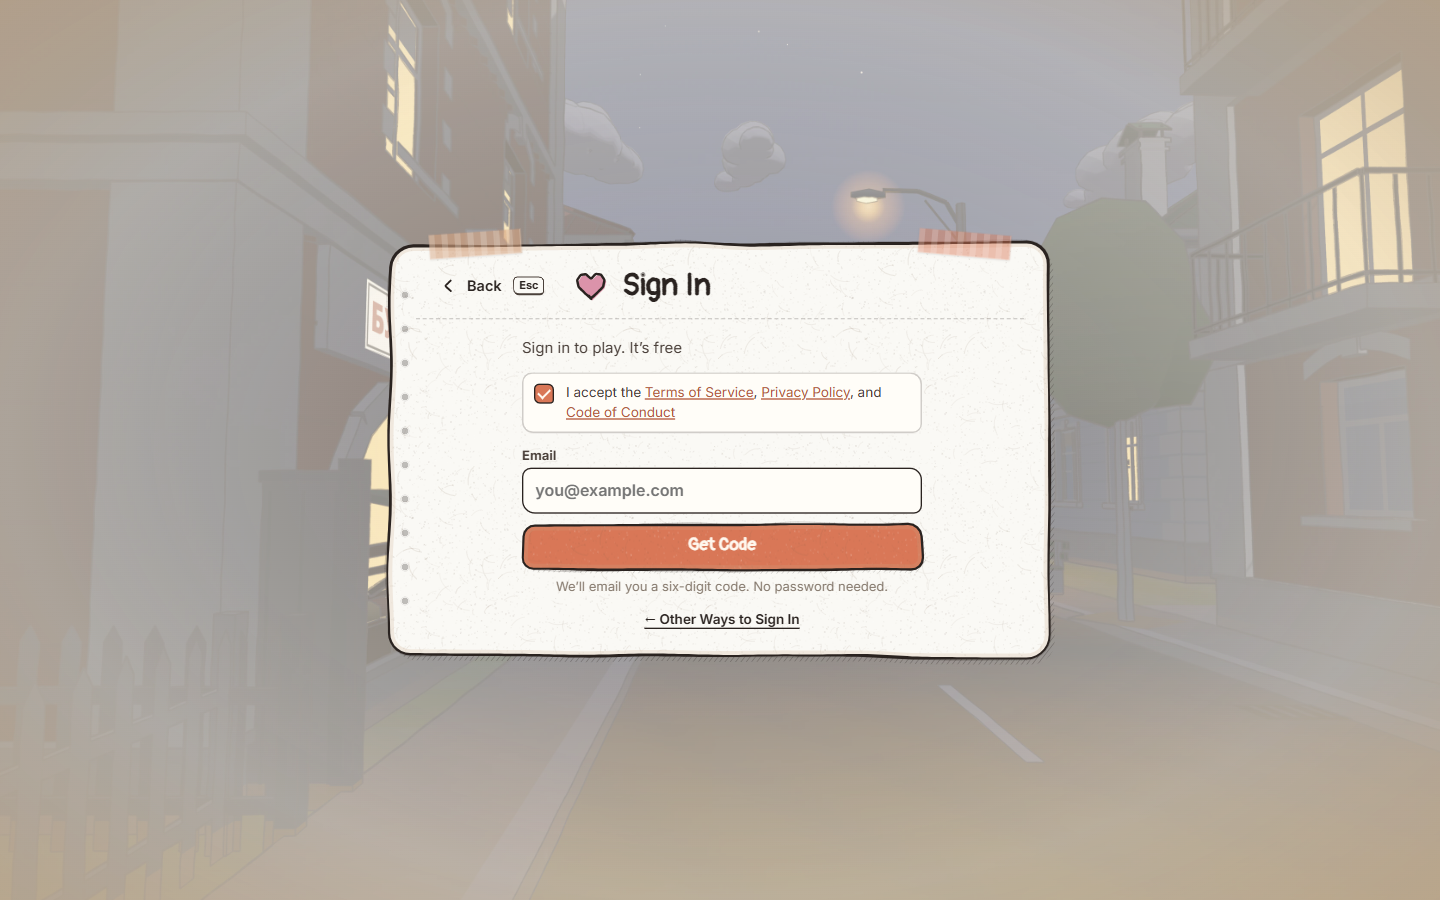 Back Esc Sign In
Sign in to play. It's free
I accept the Terms of Service, Privacy Policy, and
Code of Conduct
Email
you@example.com
Get Code
We'll email you a six-digit code. No password needed.
← Other Ways to Sign In